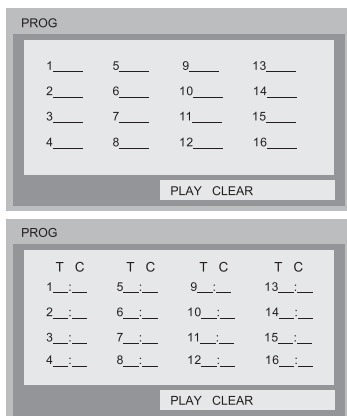 PROG
1____ 5____ 9____ 13____
2____ 6____ 10____ 14____
3____ 7____ 11____ 15____
4____ 8____ 12____ 16____
PLAY CLEAR
PROG
T C T C T C T C
1__:__ 5__:__ 9__:__ 13__:__
2__:__ 6__:__ 10__:__ 14__:__
3__:__ 7__:__ 11__:__ 15__:__
4__:__ 8__:__ 12__:__ 16__:__
PLAY CLEAR